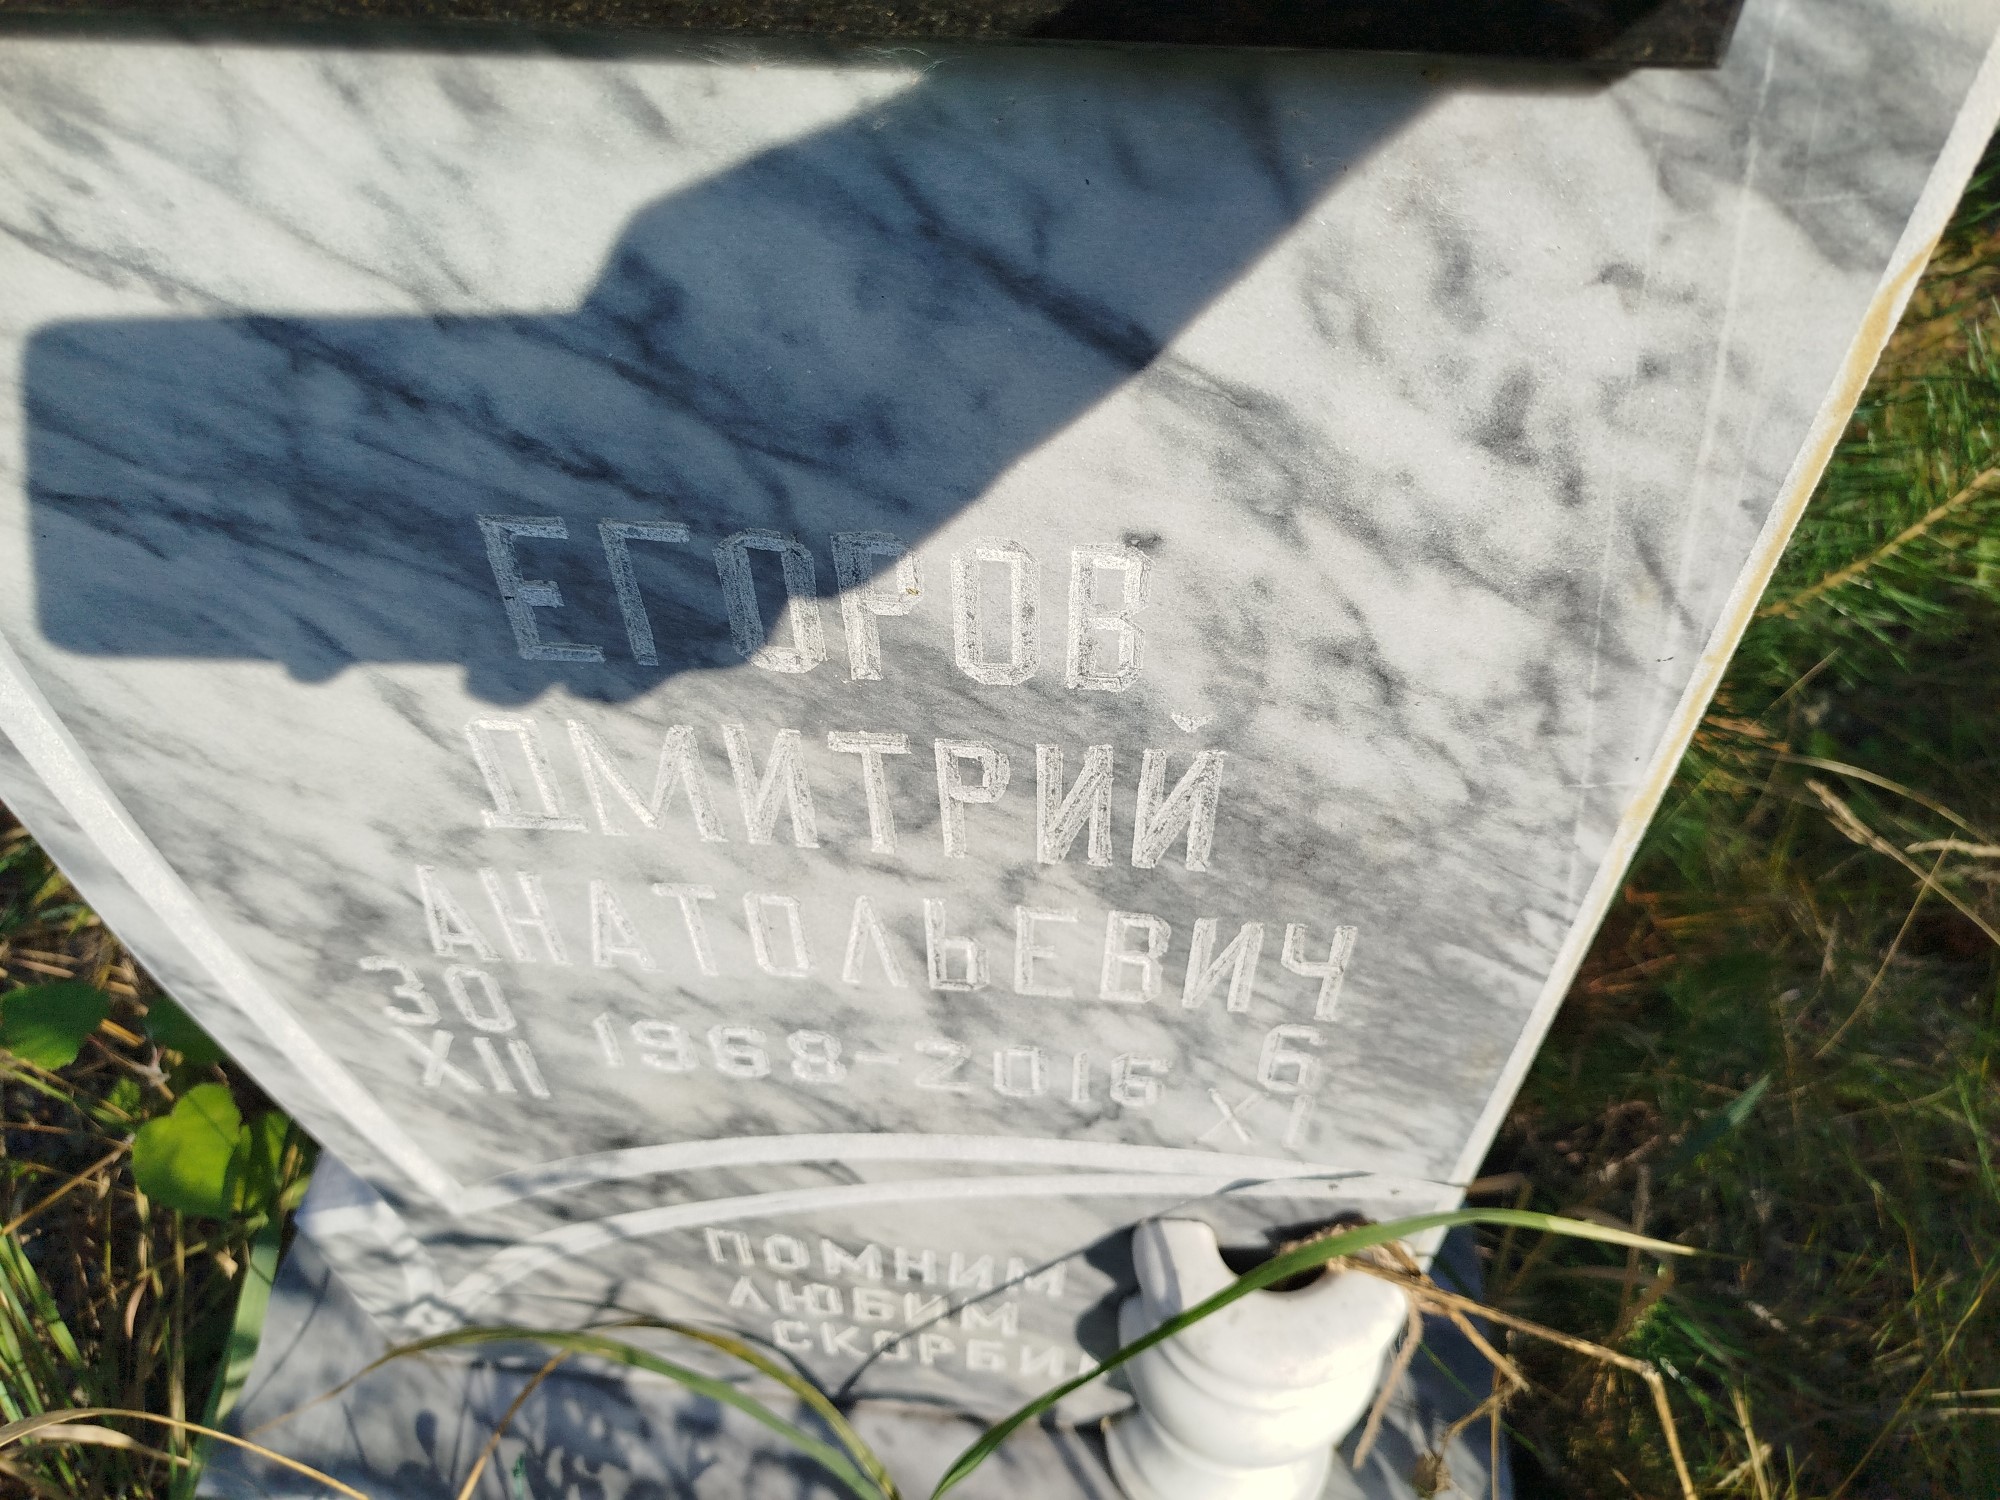 ЕГОРОВ
ДМИТРИЙ
АНАТОЛЬЕВИЧ
30 XII 1968-2016 6 XI
ПОМНИМ
ЛЮБИМ
СКОРБИМ